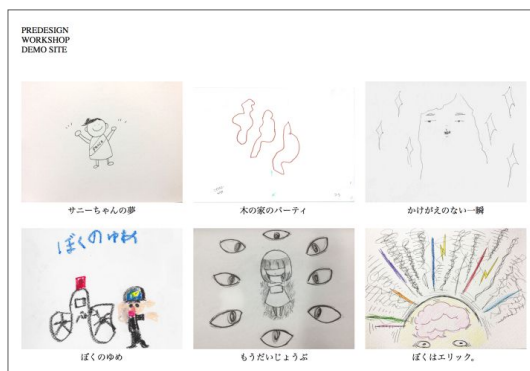 PREDESIGN
WORKSHOP
DEMO SITE
サニーちゃんの夢
木の家のパーティ
かけがえのない一瞬
ぼくのゆめ
ぼくのゆめ
もうだいじょうぶ
ぼくはエリック。